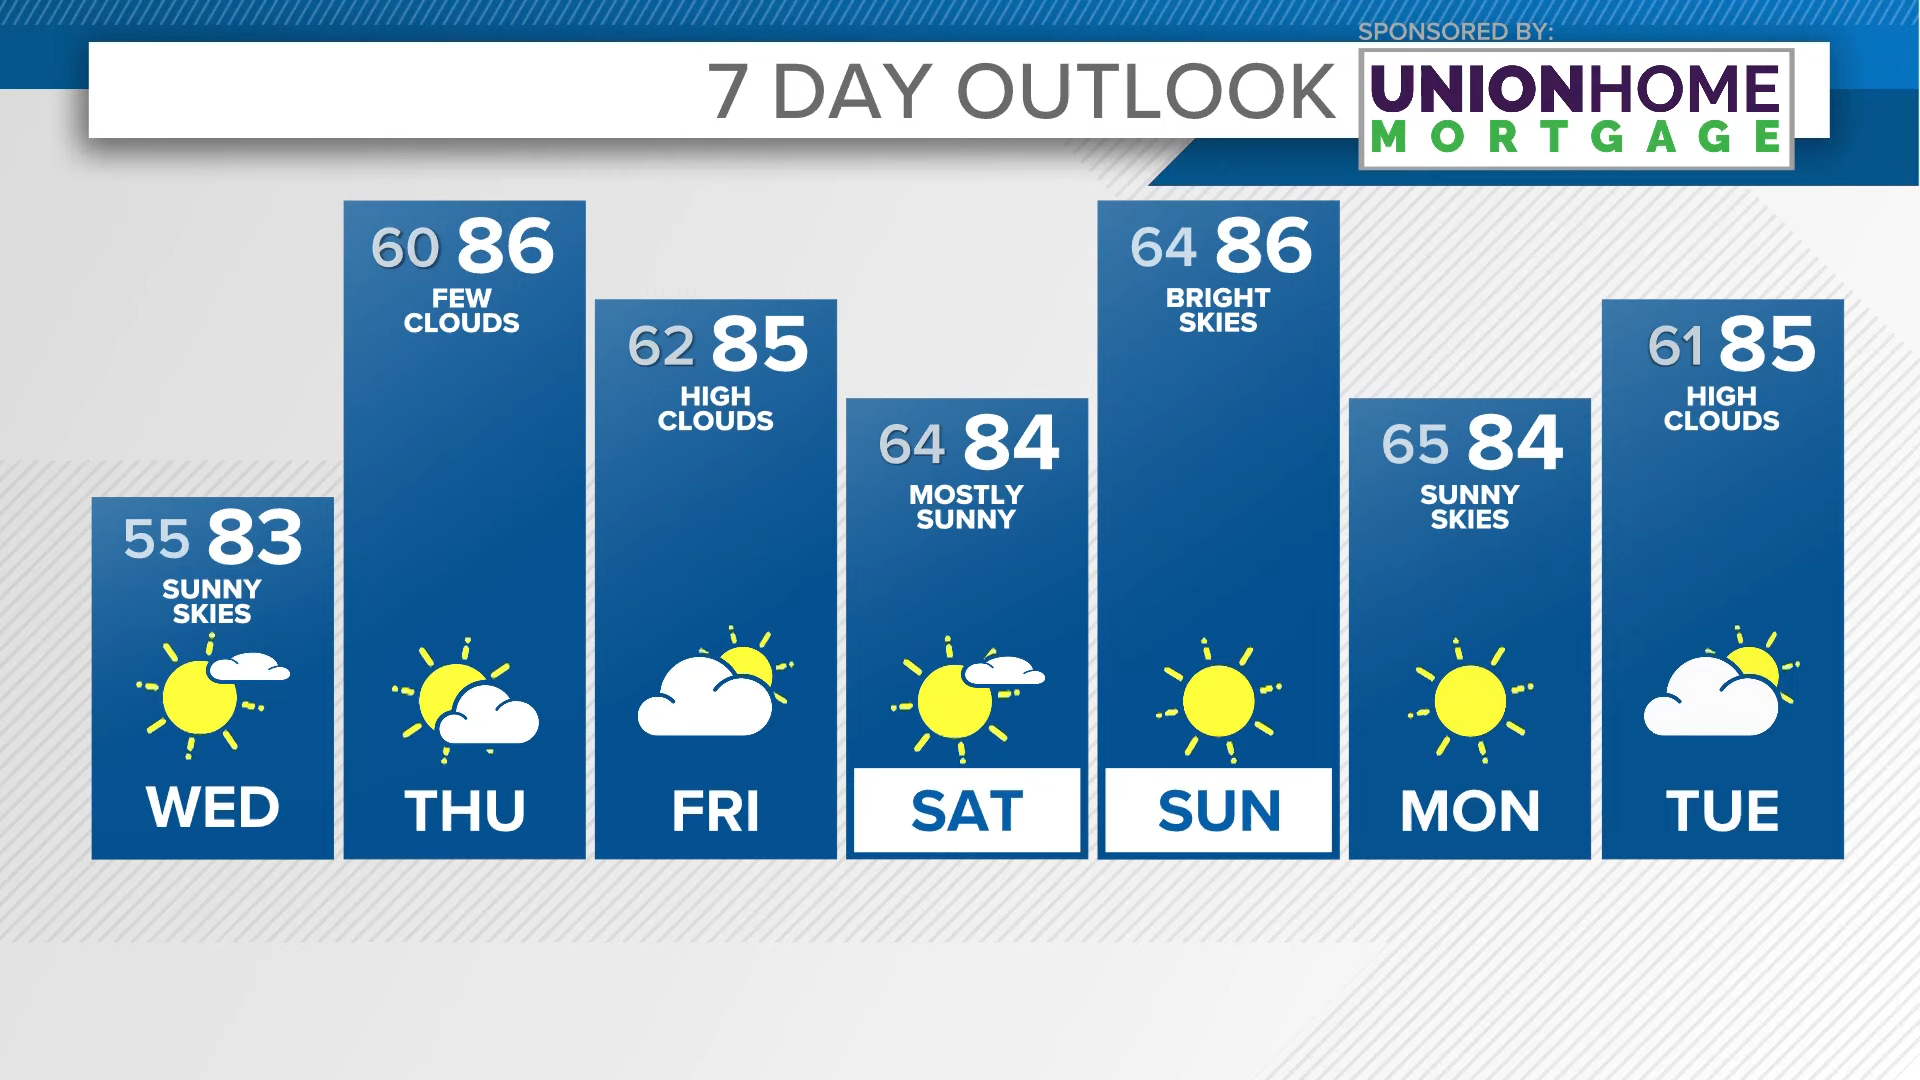 SPONSORED BY:
7 DAY OUTLOOK
UNIONHOME
MORTGAGE
55 83
SUNNY
SKIES
WED
60 86
FEW
CLOUDS
THU
62 85
HIGH
CLOUDS
FRI
64 84
MOSTLY
SUNNY
SAT
64 86
BRIGHT
SKIES
SUN
65 84
SUNNY
SKIES
MON
61 85
HIGH
CLOUDS
TUE